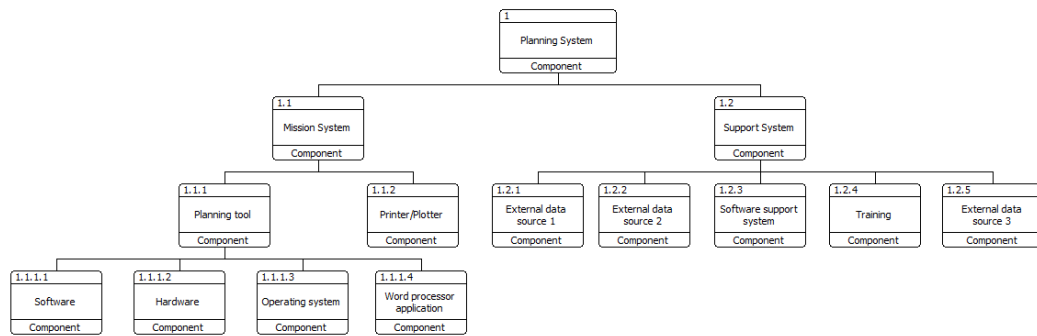 1
Planning System
Component
1.1
Mission System
Component
1.2
Support System
Component
1.1.1
Planning tool
Component
1.1.2
Printer/Plotter
Component
1.2.1
External data
source 1
Component
1.2.2
External data
source 2
Component
1.2.3
Software support
system
Component
1.2.4
Training
Component
1.2.5
External data
source 3
Component
1.1.1.1
Software
Component
1.1.1.2
Hardware
Component
1.1.1.3
Operating system
Component
1.1.1.4
Word processor
application
Component